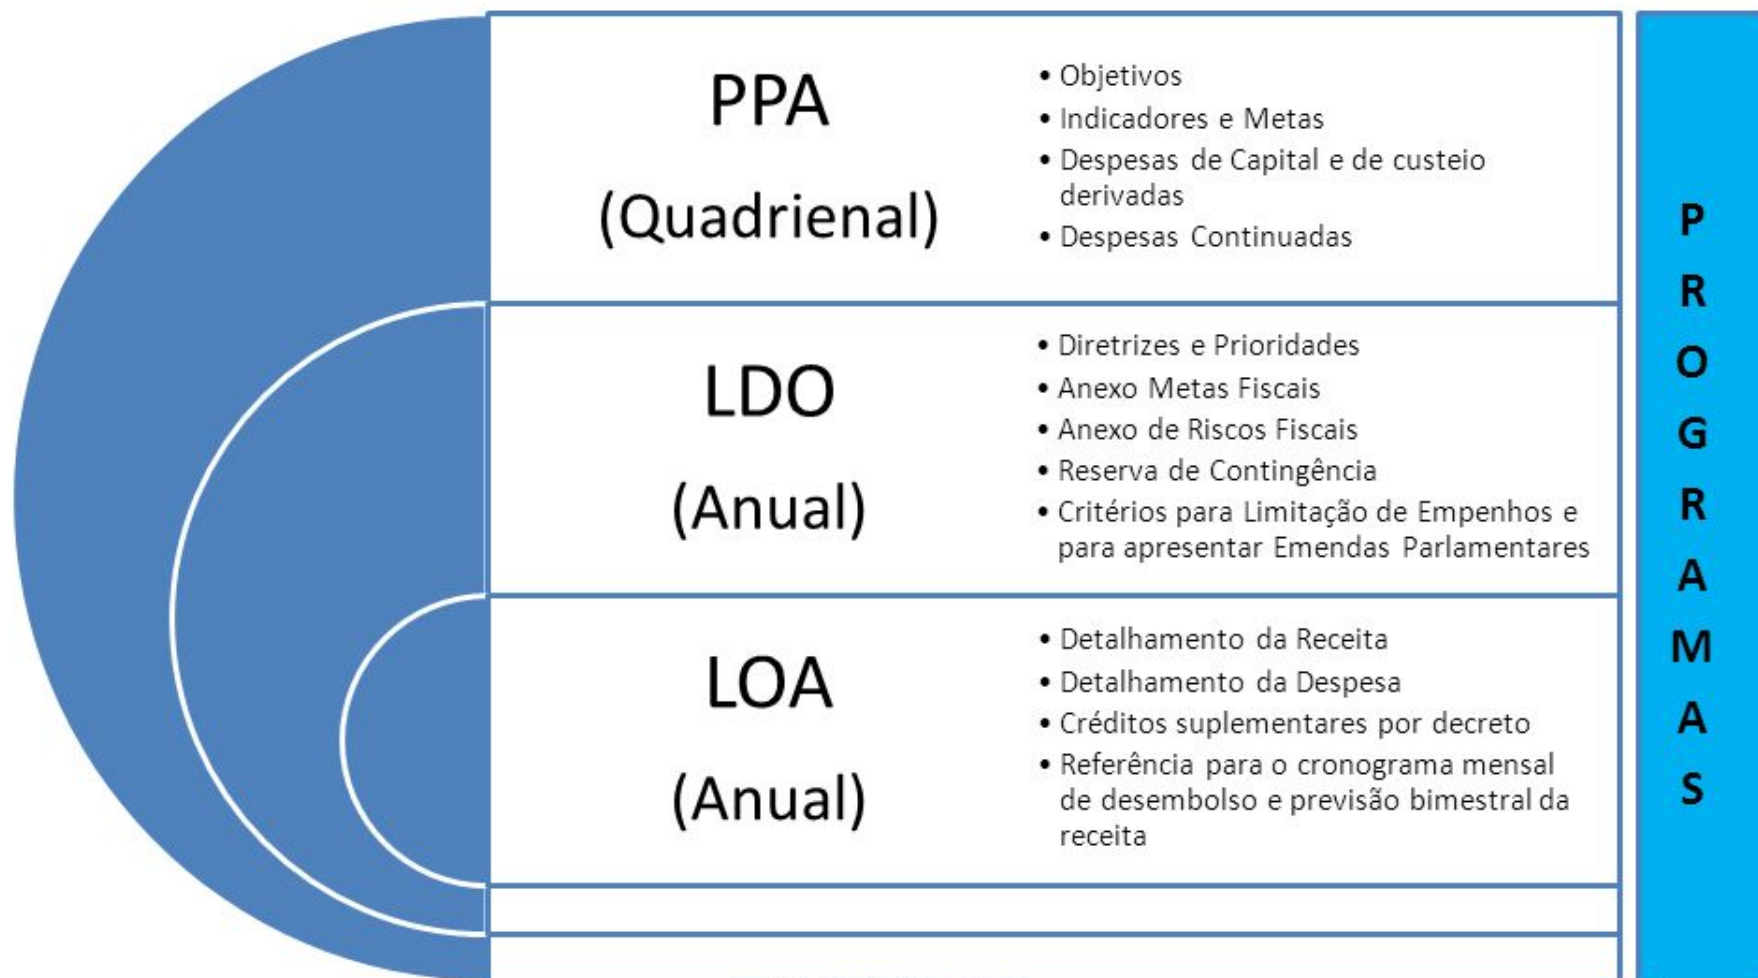 PPA
(Quadrienal)
• Objetivos
• Indicadores e Metas
• Despesas de Capital e de custeio
derivadas
• Despesas Continuadas
LDO
(Anual)
• Diretrizes e Prioridades
• Anexo Metas Fiscais
• Anexo de Riscos Fiscais
• Reserva de Contingência
• Critérios para Limitação de Empenhos e
para apresentar Emendas Parlamentares
LOA
(Anual)
• Detalhamento da Receita
• Detalhamento da Despesa
• Créditos suplementares por decreto
• Referência para o cronograma mensal
de desembolso e previsão bimestral da
receita
P
R
O
G
R
A
M
A
S